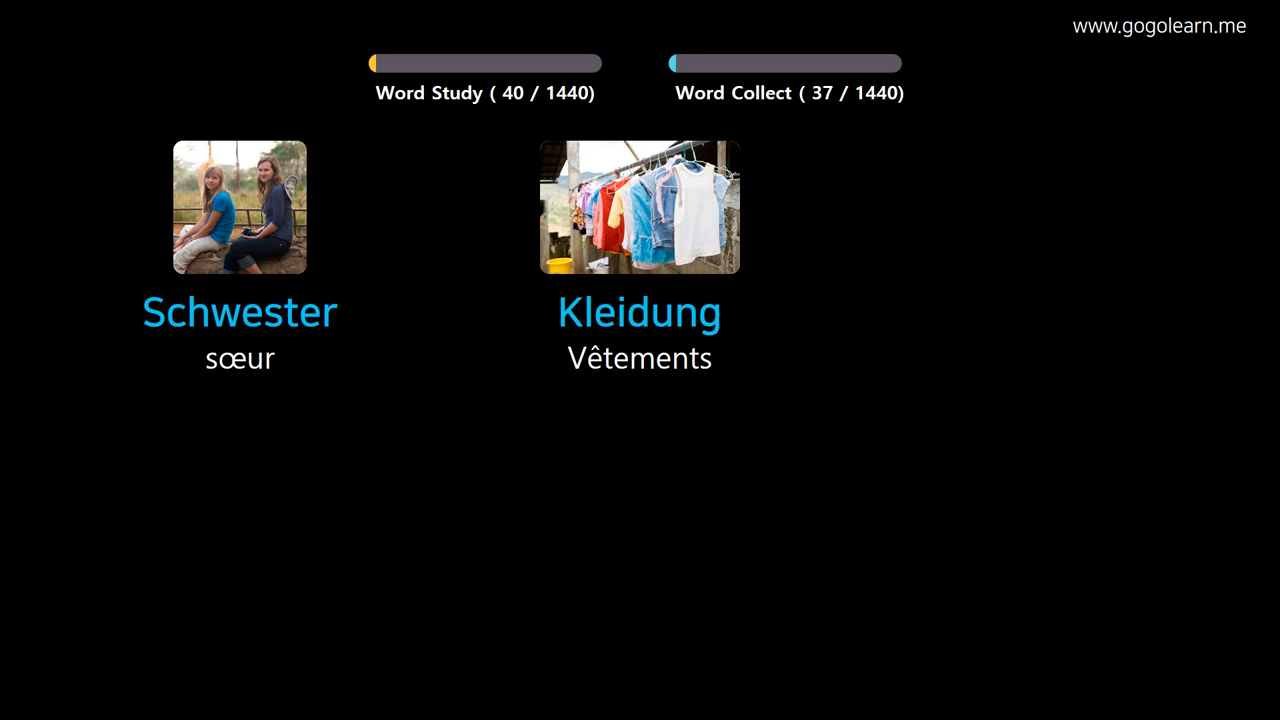 www.gogolearn.me
Word Study ( 40 / 1440)
Word Collect ( 37 / 1440)
Schwester
sœur
Kleidung
Vêtements